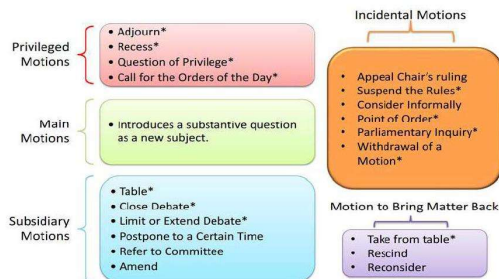 Privileged
Motions
• Adjourn*
• Recess*
• Question of Privilege*
• Call for the Orders of the Day*
Main
Motions
• Introduces a substantive question
as a new subject.
Subsidiary
Motions
• Table*
• Close Debate*
• Limit or Extend Debate*
• Postpone to a Certain Time
• Refer to Committee
• Amend
Incidental Motions
• Appeal Chair's ruling
• Suspend the Rules*
• Consider Informally
• Point of Order*
• Parliamentary Inquiry*
• Withdrawal of a
Motion*
Motion to Bring Matter Back
• Take from table*
• Rescind
• Reconsider